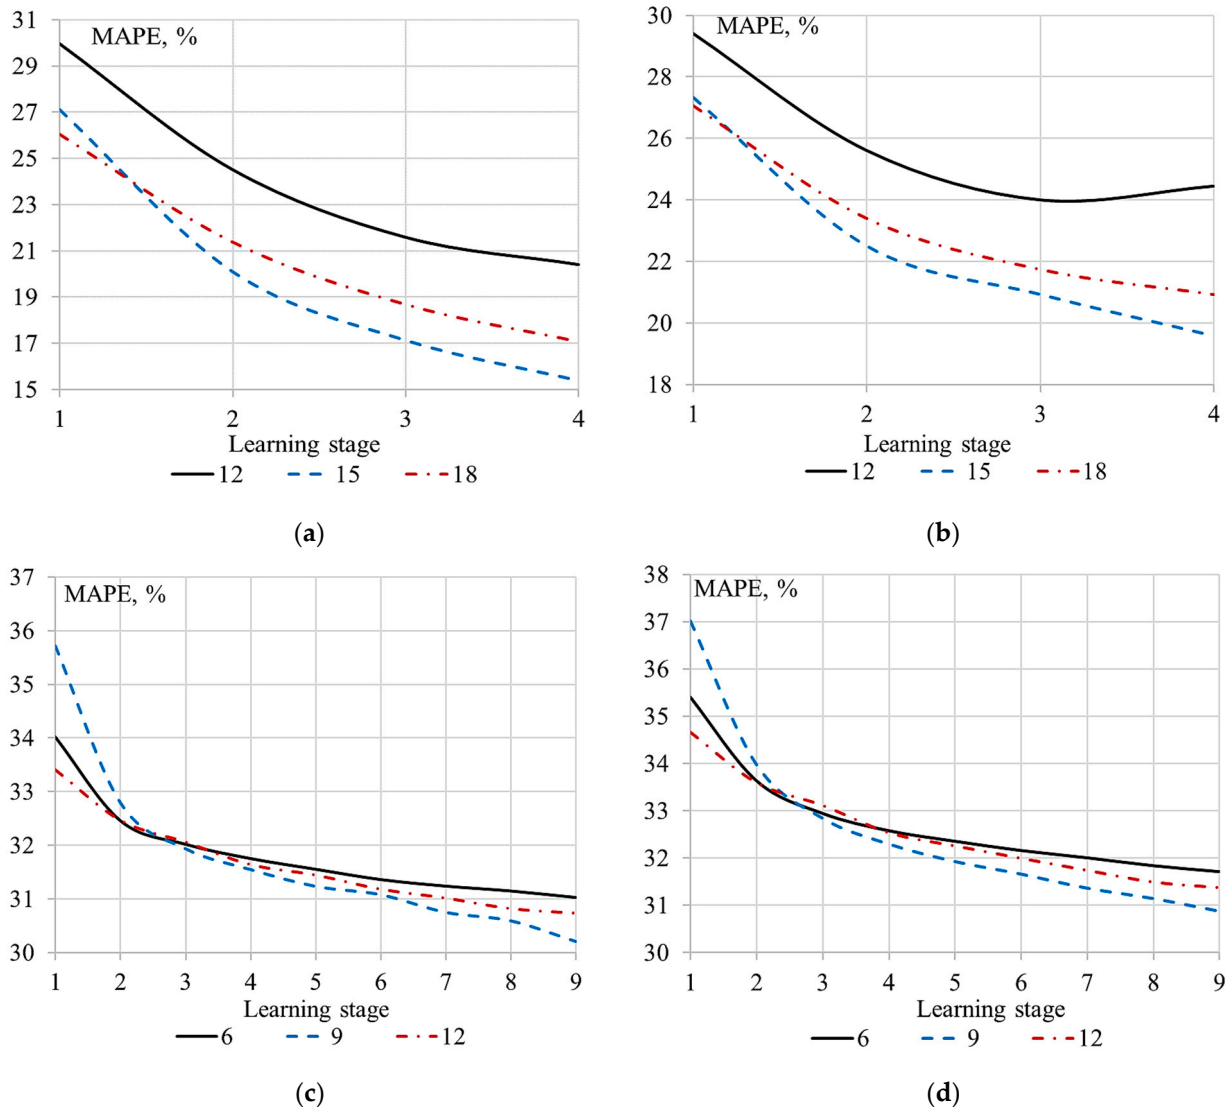 MAPE, %
31
29
27
25
23
21
19
17
15
1 2 3 4
Learning stage
12 15 18
(a)
MAPE, %
30
28
26
24
22
20
18
1 2 3 4
Learning stage
12 15 18
(b)
MAPE, %
37
36
35
34
33
32
31
30
1 2 3 4 5 6 7 8 9
Learning stage
6 9 12
(c)
MAPE, %
38
37
36
35
34
33
32
31
30
1 2 3 4 5 6 7 8 9
Learning stage
6 9 12
(d)